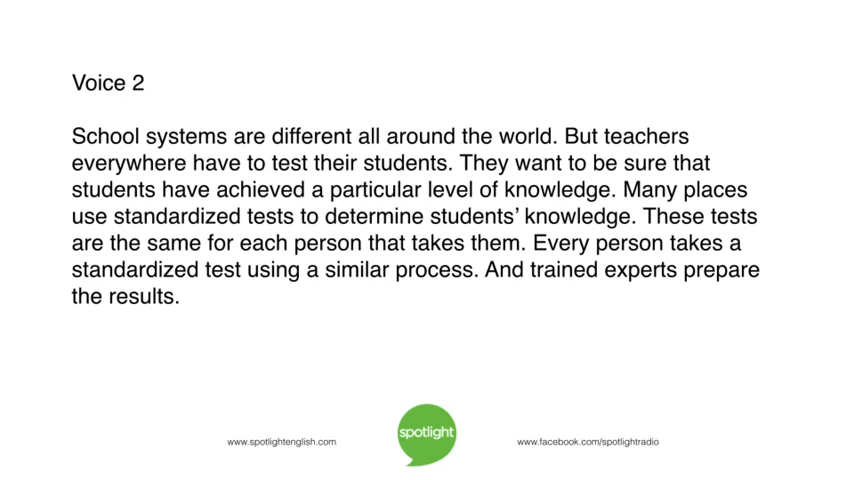 Voice 2
School systems are different all around the world. But teachers
everywhere have to test their students. They want to be sure that
students have achieved a particular level of knowledge. Many places
use standardized tests to determine students’ knowledge. These tests
are the same for each person that takes them. Every person takes a
standardized test using a similar process. And trained experts prepare
the results.
spotlight
www.spotlightenglish.com
www.facebook.com/spotlightradio